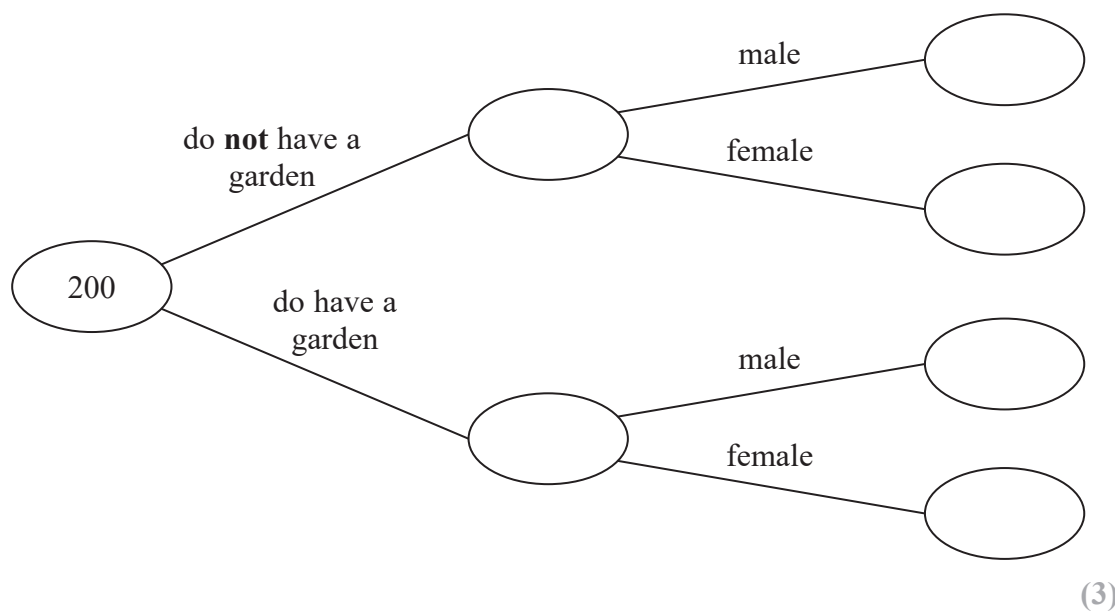 male
do not have a
garden
female
200
do have a
garden
male
female
(3)